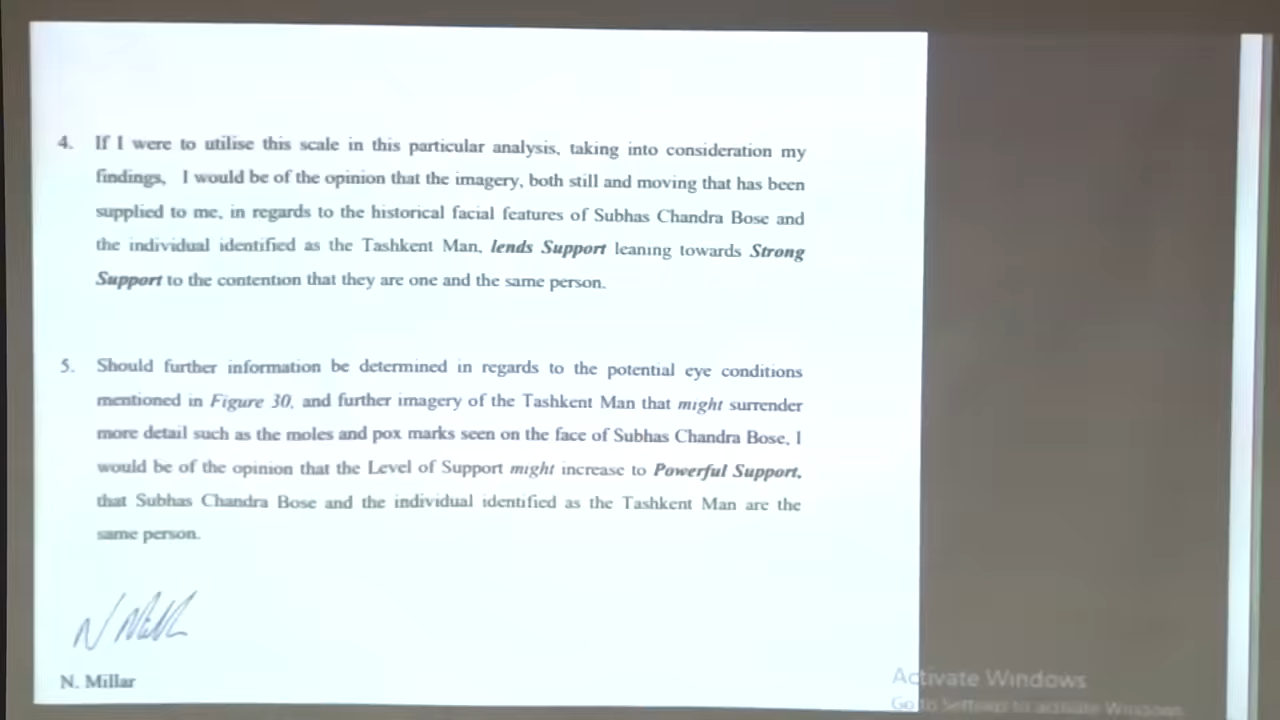 4. If I were to utilise this scale in this particular analysis, taking into consideration my
findings, I would be of the opinion that the imagery, both still and moving that has been
supplied to me, in regards to the historical facial features of Subhas Chandra Bose and
the individual identified as the Tashkent Man, lends Support leaning towards Strong
Support to the contention that they are one and the same person.
5. Should further information be determined in regards to the potential eye conditions
mentioned in Figure 30, and further imagery of the Tashkent Man that might surrender
more detail such as the moles and pox marks seen on the face of Subhas Chandra Bose, I
would be of the opinion that the Level of Support might increase to Powerful Support,
that Subhas Chandra Bose and the individual identified as the Tashkent Man are the
same person.
N Millar
N. Millar
Activate Windows
Go to Settings to activate Windows.